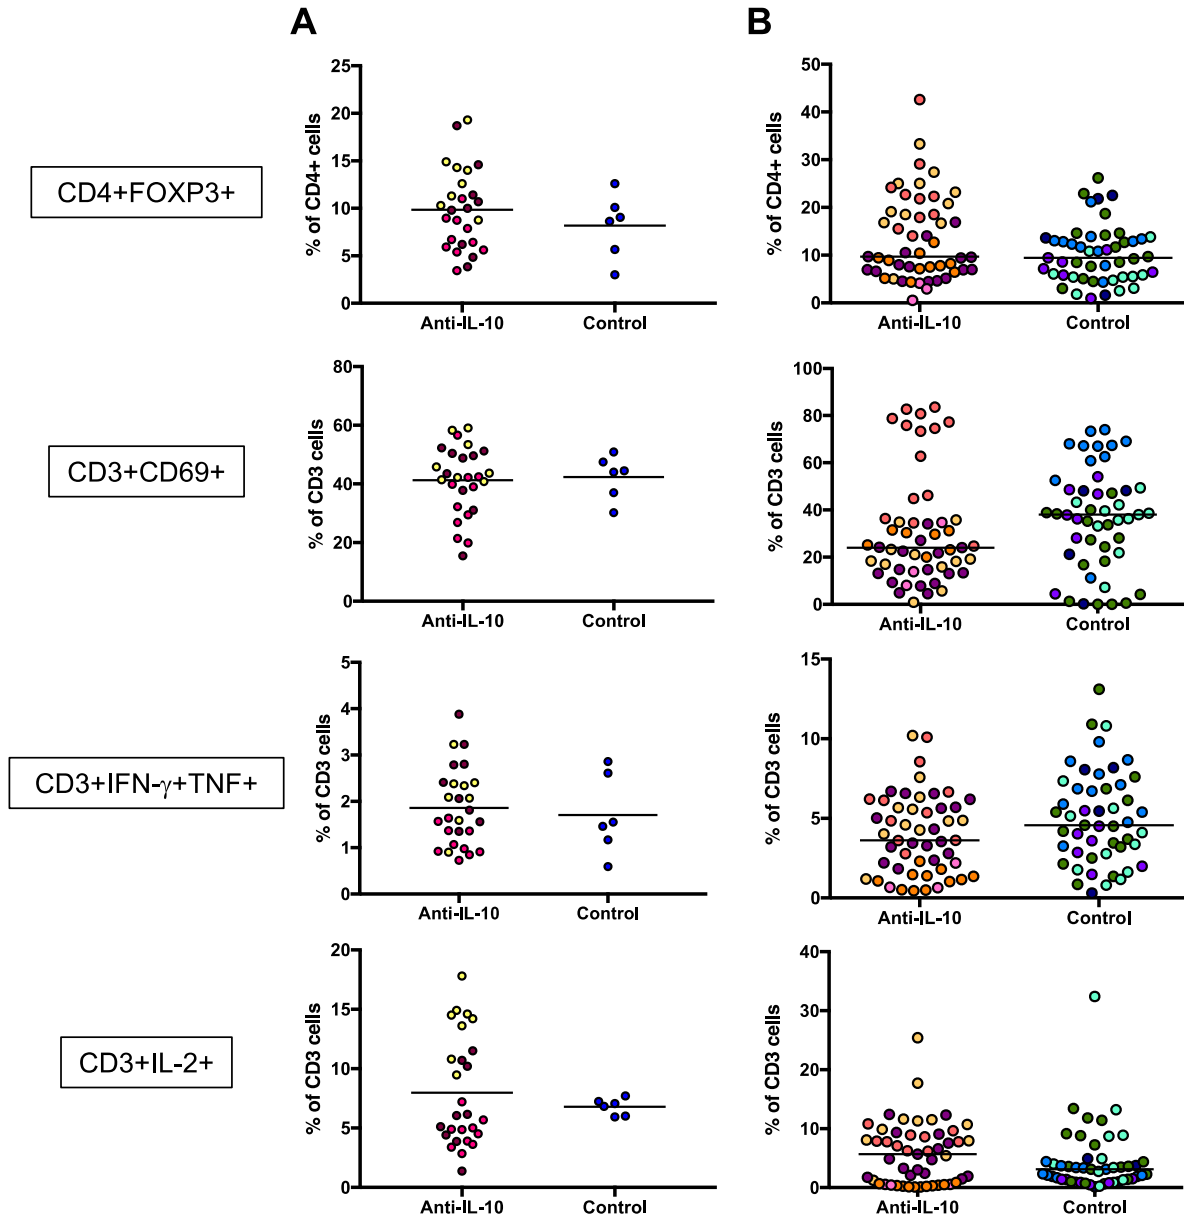 A
B
CD4+FOXP3+
% of CD4+ cells
25
20
15
10
5
0
Anti-IL-10
Control
% of CD4+ cells
50
40
30
20
10
0
Anti-IL-10
Control
CD3+CD69+
% of CD3 cells
80
60
40
20
0
Anti-IL-10
Control
% of CD3 cells
100
80
60
40
20
0
Anti-IL-10
Control
CD3+IFN-γ+TNF+
% of CD3 cells
5
4
3
2
1
0
Anti-IL-10
Control
% of CD3 cells
15
10
5
0
Anti-IL-10
Control
CD3+IL-2+
% of CD3 cells
20
15
10
5
0
Anti-IL-10
Control
% of CD3 cells
40
30
20
10
0
Anti-IL-10
Control